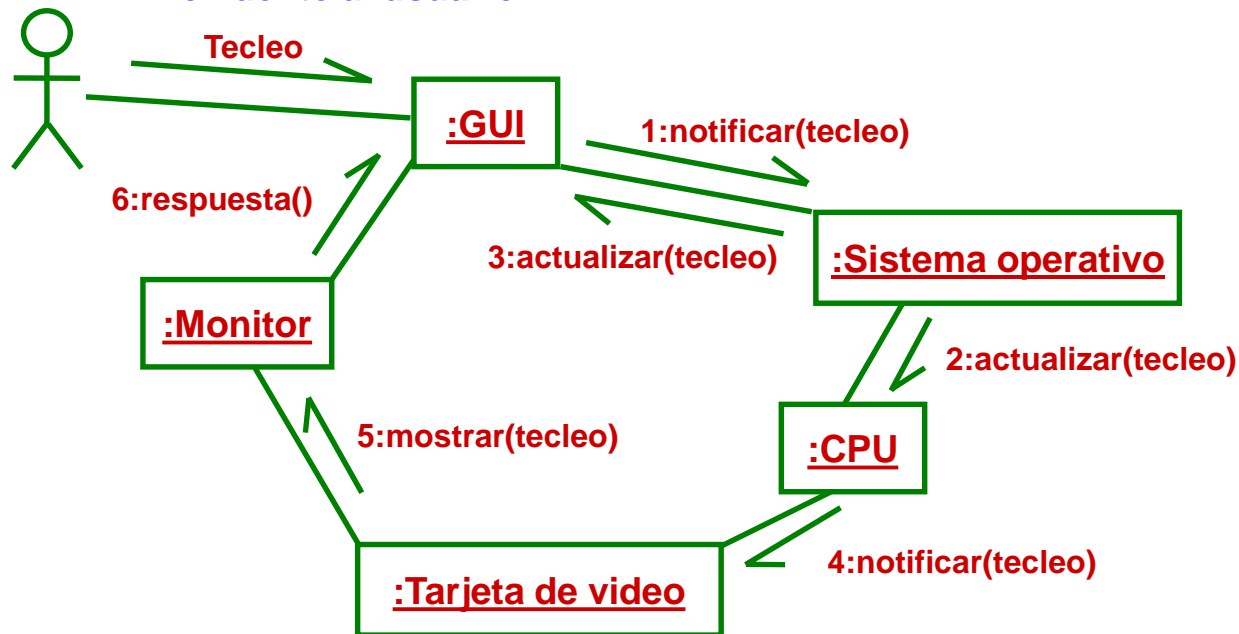 Tecleo
:GUI
1:notificar(tecleo)
6:respuesta()
3:actualizar(tecleo)
:Sistema operativo
:Monitor
2:actualizar(tecleo)
5:mostrar(tecleo)
:CPU
4:notificar(tecleo)
:Tarjeta de video